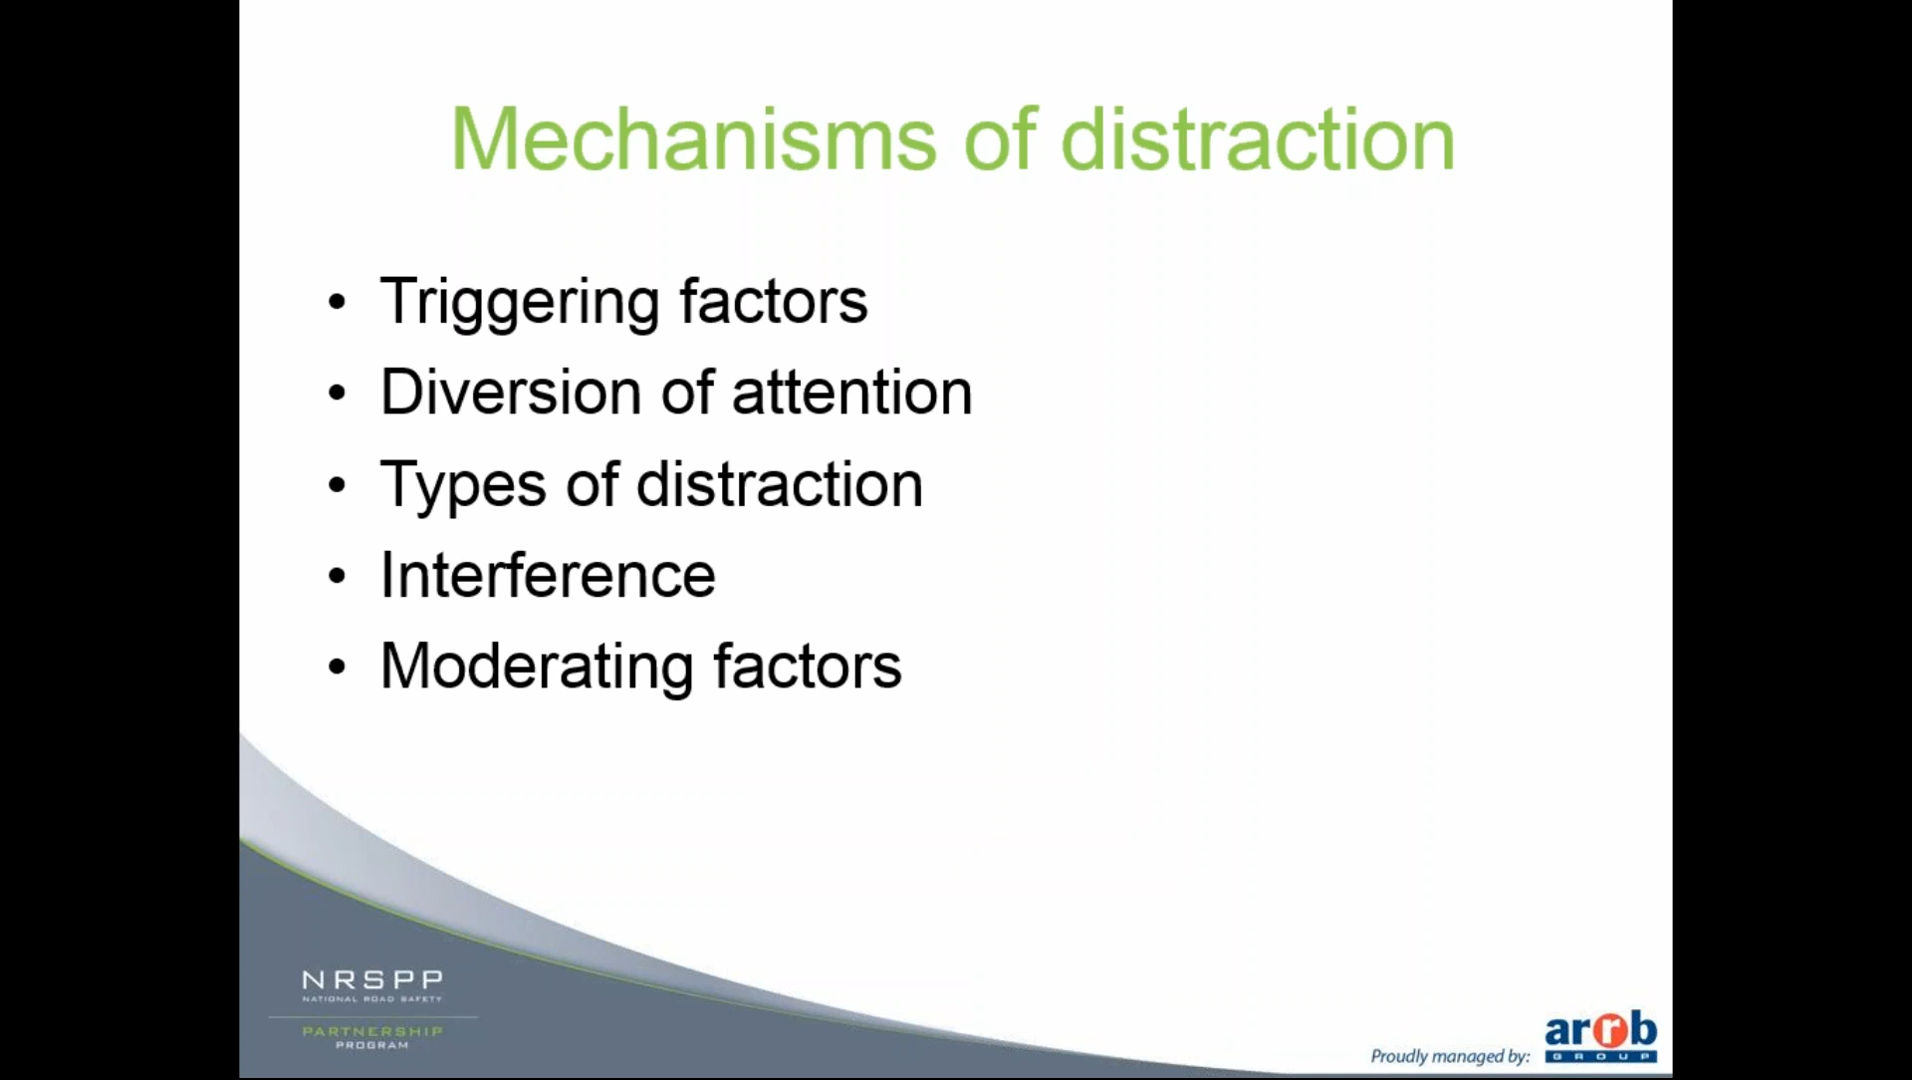 Mechanisms of distraction
• Triggering factors
• Diversion of attention
• Types of distraction
• Interference
• Moderating factors
NRSPP
NATIONAL ROAD SAFETY
PARTNERSHIP
PROGRAM
Proudly managed by:
arrb
GROUP